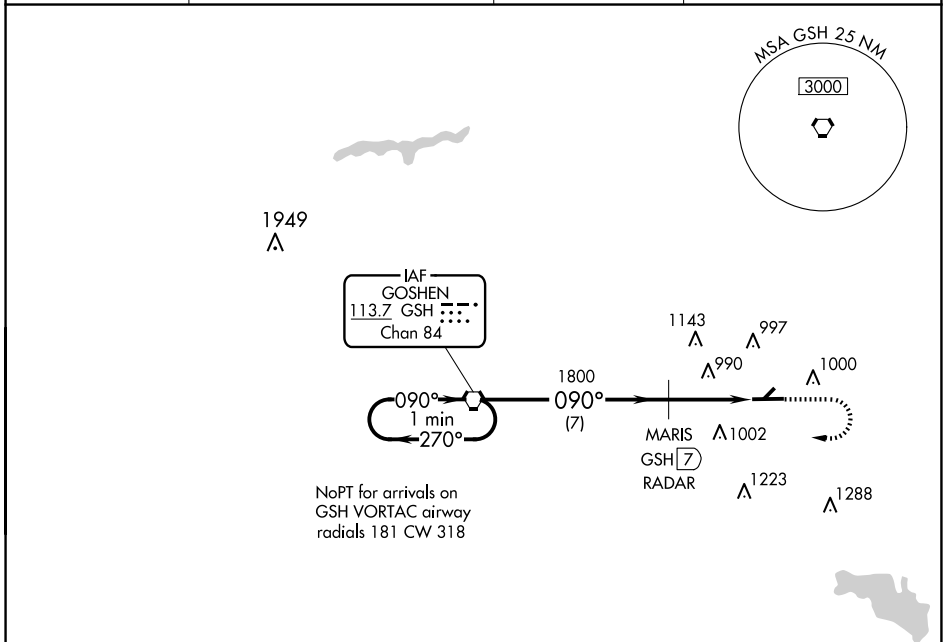 MSA GSH 25 NM
3000
1949
IAF
GOSHEN
113.7 GSH
Chan 84
1143
997
990
1000
1800
090°
090°
1 min
(7)
270°
MARIS
GSH 7
RADAR
1002
1223
1288
NoPT for arrivals on
GSH VORTAC airway
radials 181 CW 318